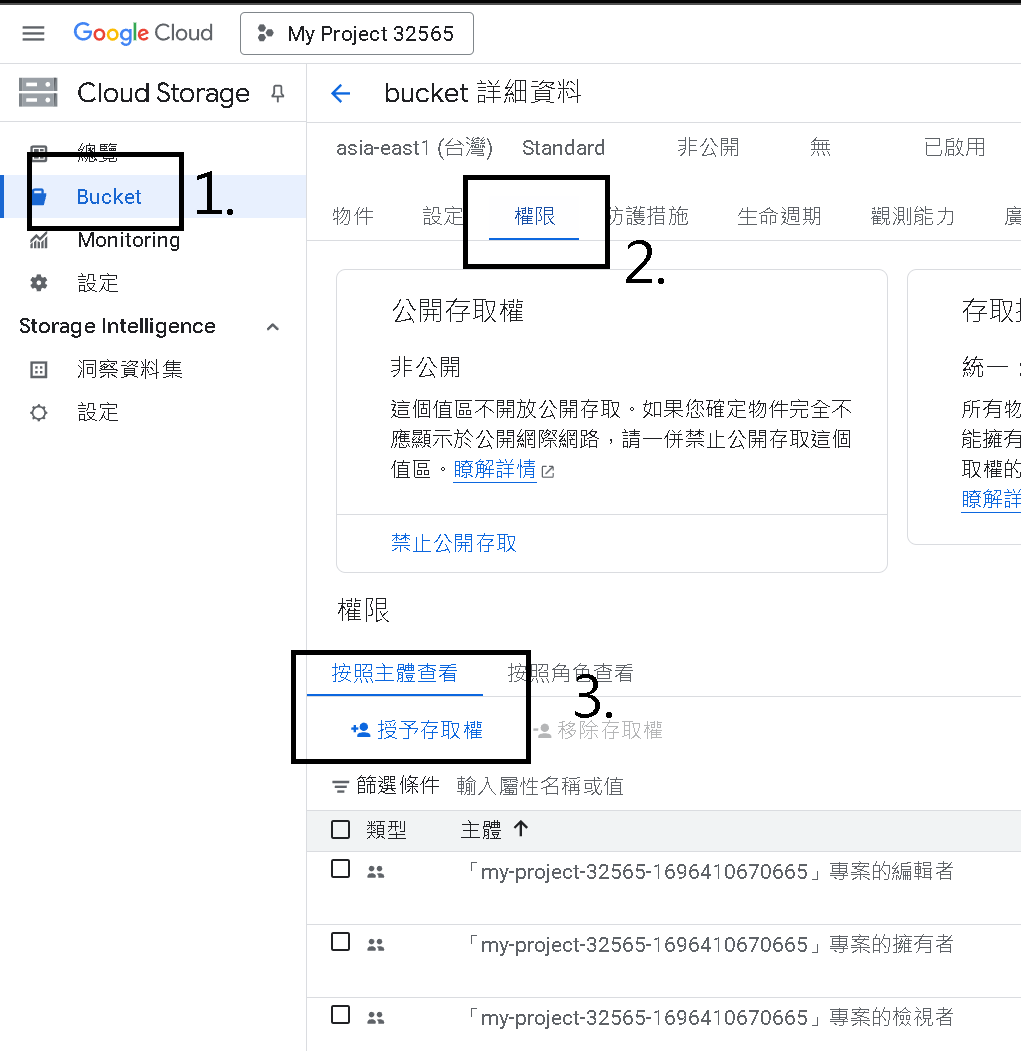 Google Cloud
My Project 32565
Cloud Storage
bucket 詳細資料
總覽
Bucket
1.
Monitoring
設定
Storage Intelligence
洞察資料集
設定
asia-east1 (台灣) Standard 非公開 無 已啟用
物件 設定 權限 防護措施 生命週期 觀測能力
2.
公開存取權
非公開
這個值區不開放公開存取。如果您確定物件完全不
應顯示於公開網際網路，請一併禁止公開存取這個
值區。瞭解詳情
禁止公開存取
存取
統一：
所有物
能擁有
取權的
瞭解詳
權限
按照主體查看 按照角色查看
3.
授予存取權 移除存取權
篩選條件 輸入屬性名稱或值
類型 主體
「my-project-32565-1696410670665」專案的編輯者
「my-project-32565-1696410670665」專案的擁有者
「my-project-32565-1696410670665」專案的檢視者